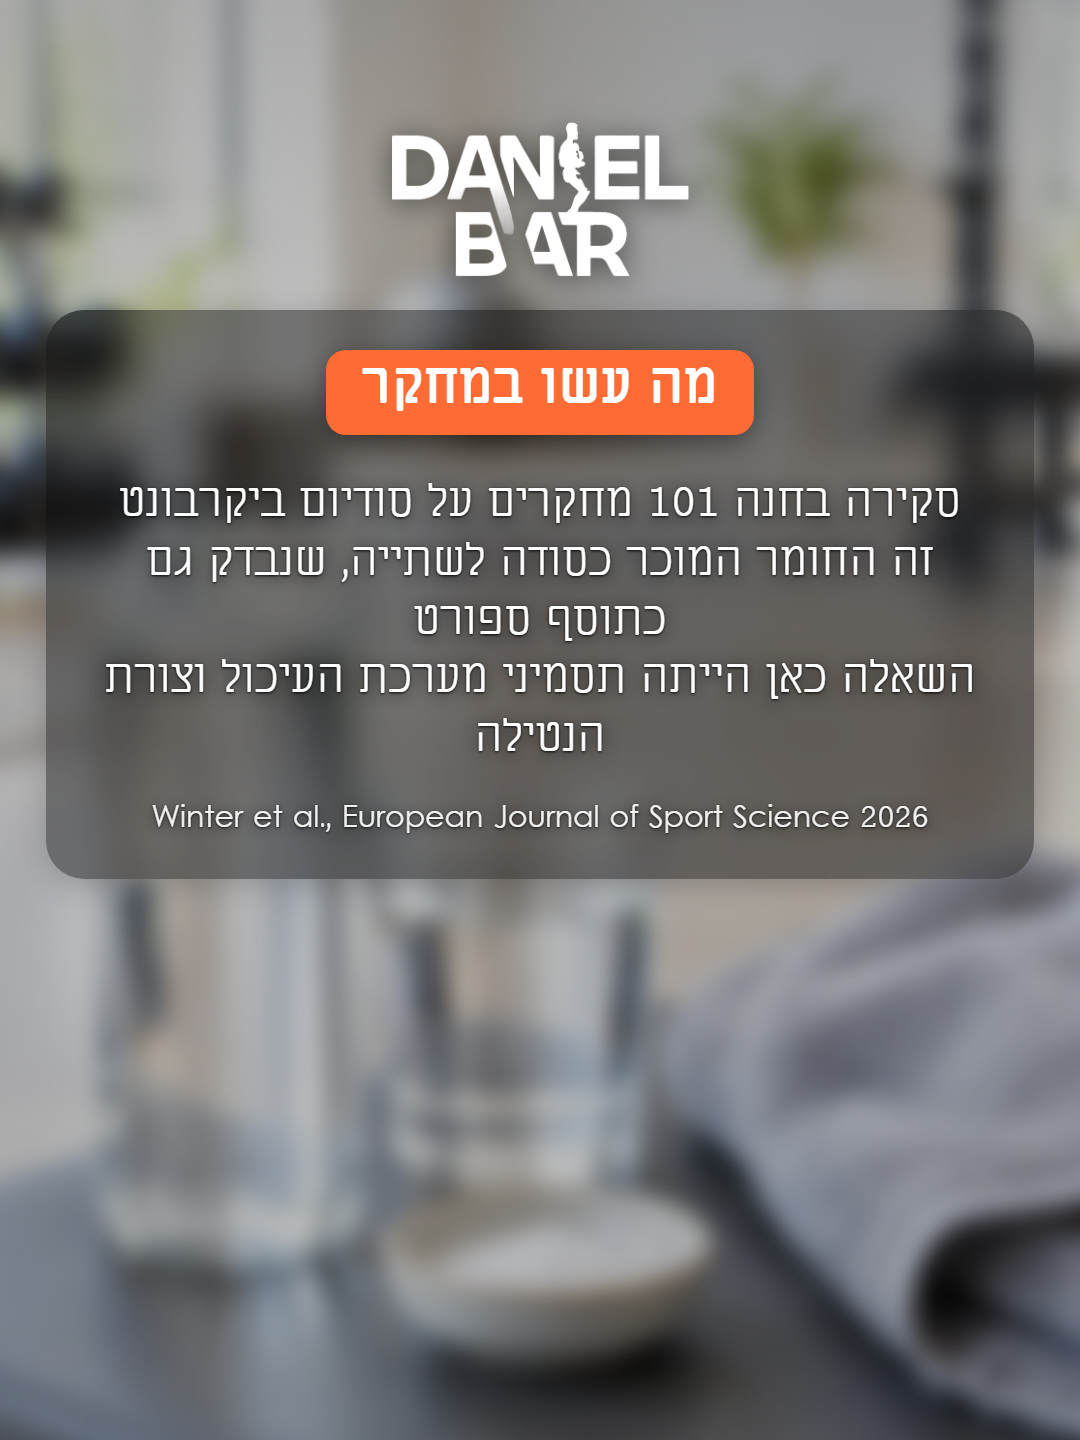 DANIEL
BAR
מה עשו במחקר
סקירה בחנה 101 מחקרים על סודיום ביקרבונט
זה החומר המוכר כסודה לשתייה, שנבדק גם
כתוסף ספורט
השאלה כאן הייתה תסמיני מערכת העיכול וצורת
הנטילה
Winter et al., European Journal of Sport Science 2026